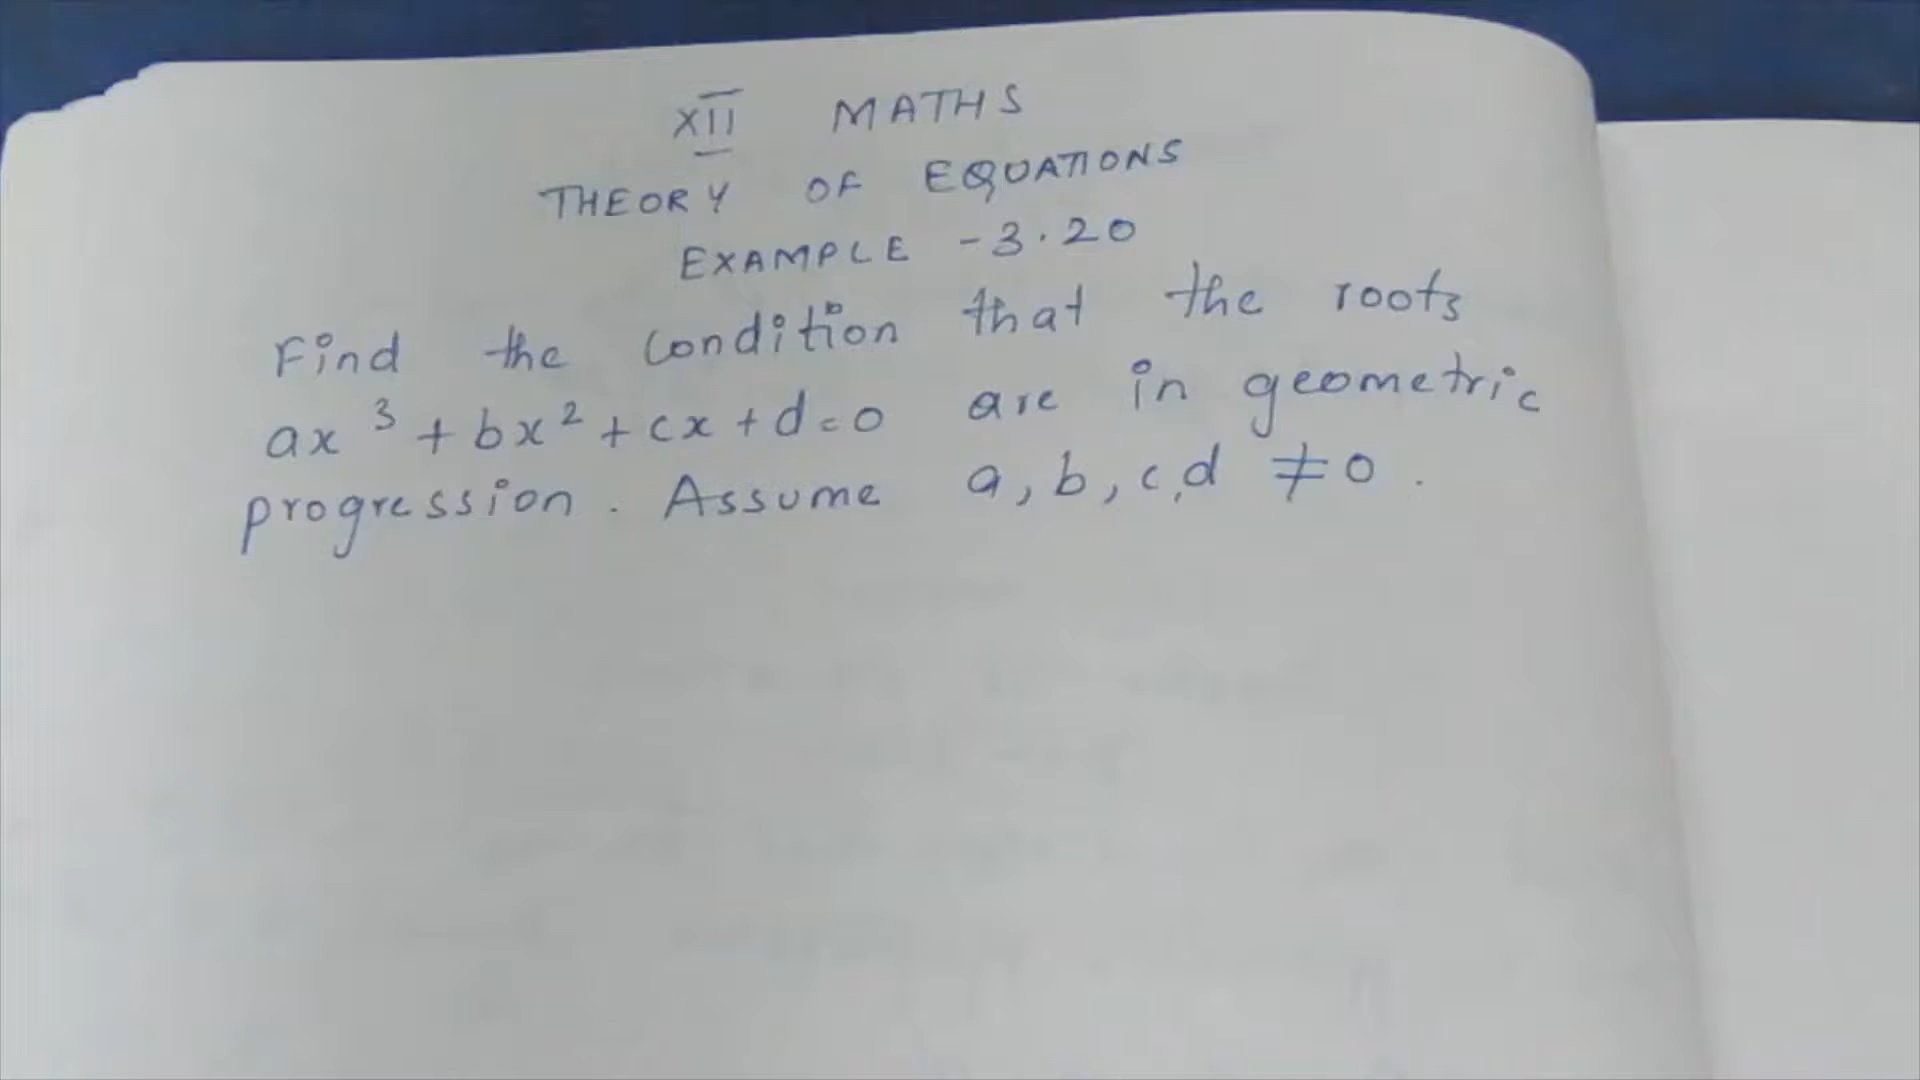 XII MATHS
THEORY OF EQUATIONS
EXAMPLE - 3.20
Find the condition that the roots
ax³ + bx² + cx + d = 0 are in geometric
progression. Assume a, b, c, d ≠ 0.